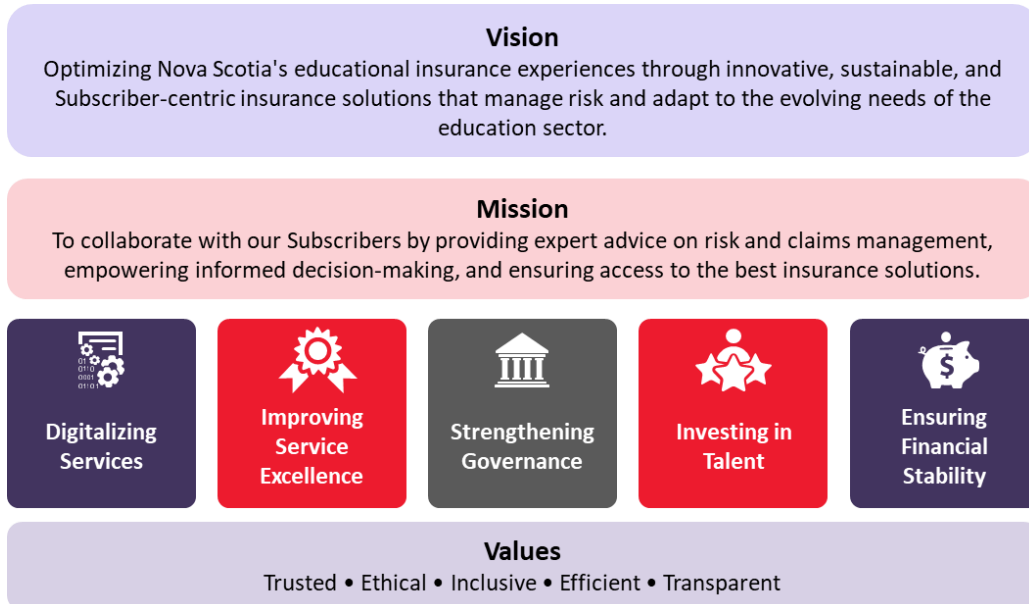 Vision
Optimizing Nova Scotia's educational insurance experiences through innovative, sustainable, and
Subscriber-centric insurance solutions that manage risk and adapt to the evolving needs of the
education sector.
Mission
To collaborate with our Subscribers by providing expert advice on risk and claims management,
empowering informed decision-making, and ensuring access to the best insurance solutions.
Digitalizing
Services
Improving
Service
Excellence
Strengthening
Governance
Investing in
Talent
$
Ensuring
Financial
Stability
Values
Trusted • Ethical • Inclusive • Efficient • Transparent